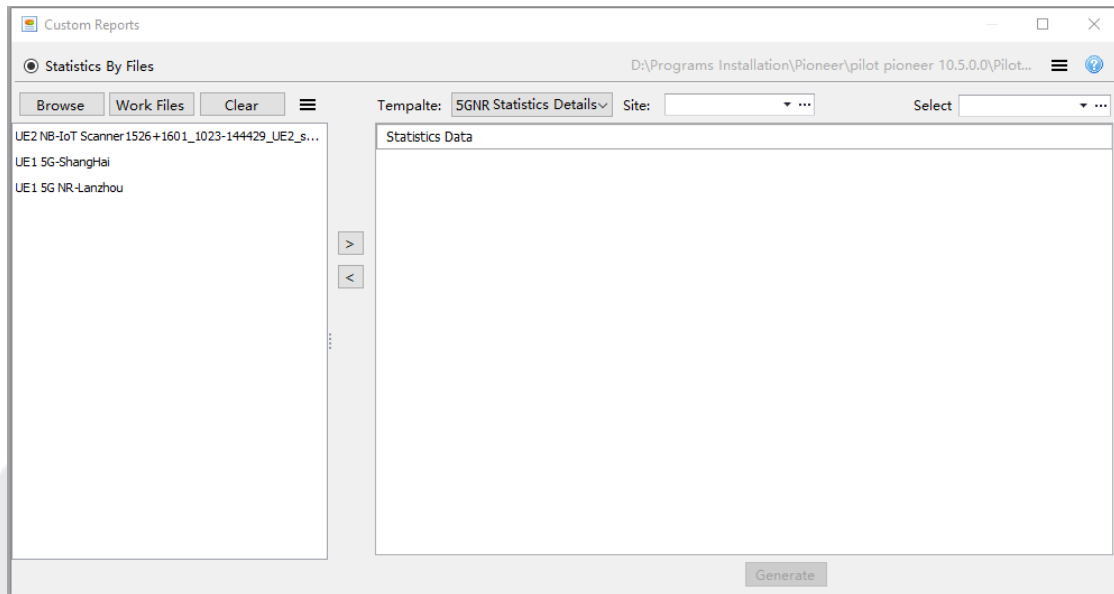 Custom Reports
Statistics By Files
D:\Programs Installation\Pioneer\pilot pioneer 10.5.0.0\Pilot...
Browse Work Files Clear Tempalte: 5GNR Statistics Details Site: Select
UE2 NB-IoT Scanner1526+1601_1023-144429_UE2_s...
Statistics Data
UE1 5G-ShangHai
UE1 5G NR-Lanzhou
>
<
Generate